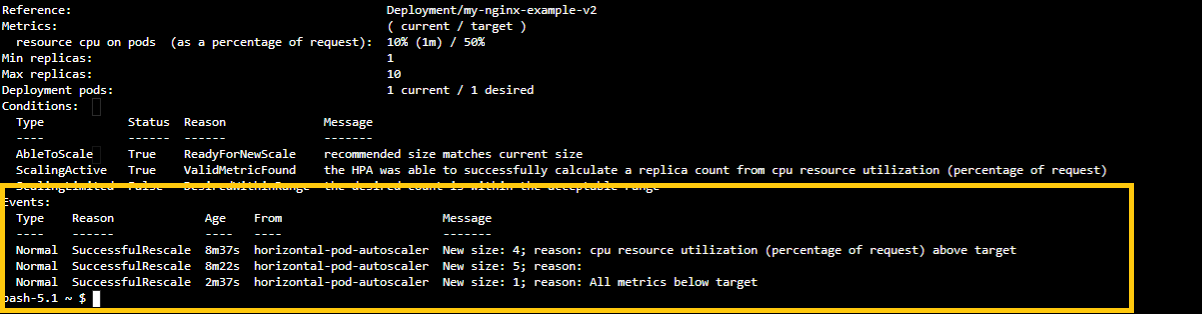 Reference: Deployment/my-nginx-example-v2
Metrics: ( current / target )
resource cpu on pods (as a percentage of request): 10% (1m) / 50%
Min replicas: 1
Max replicas: 10
Deployment pods: 1 current / 1 desired
Conditions:
Type Status Reason Message
---- ------ ------ -------
AbleToScale True ReadyForNewScale recommended size matches current size
ScalingActive True ValidMetricFound the HPA was able to successfully calculate a replica count from cpu resource utilization (percentage of request)
ScalingLimited False DesiredWithinRange the desired count is within the acceptable range
Events:
Type Reason Age From Message
---- ------ ---- ---- -------
Normal SuccessfulRescale 8m37s horizontal-pod-autoscaler New size: 4; reason: cpu resource utilization (percentage of request) above target
Normal SuccessfulRescale 8m22s horizontal-pod-autoscaler New size: 5; reason:
Normal SuccessfulRescale 2m37s horizontal-pod-autoscaler New size: 1; reason: All metrics below target
bash-5.1 ~ $